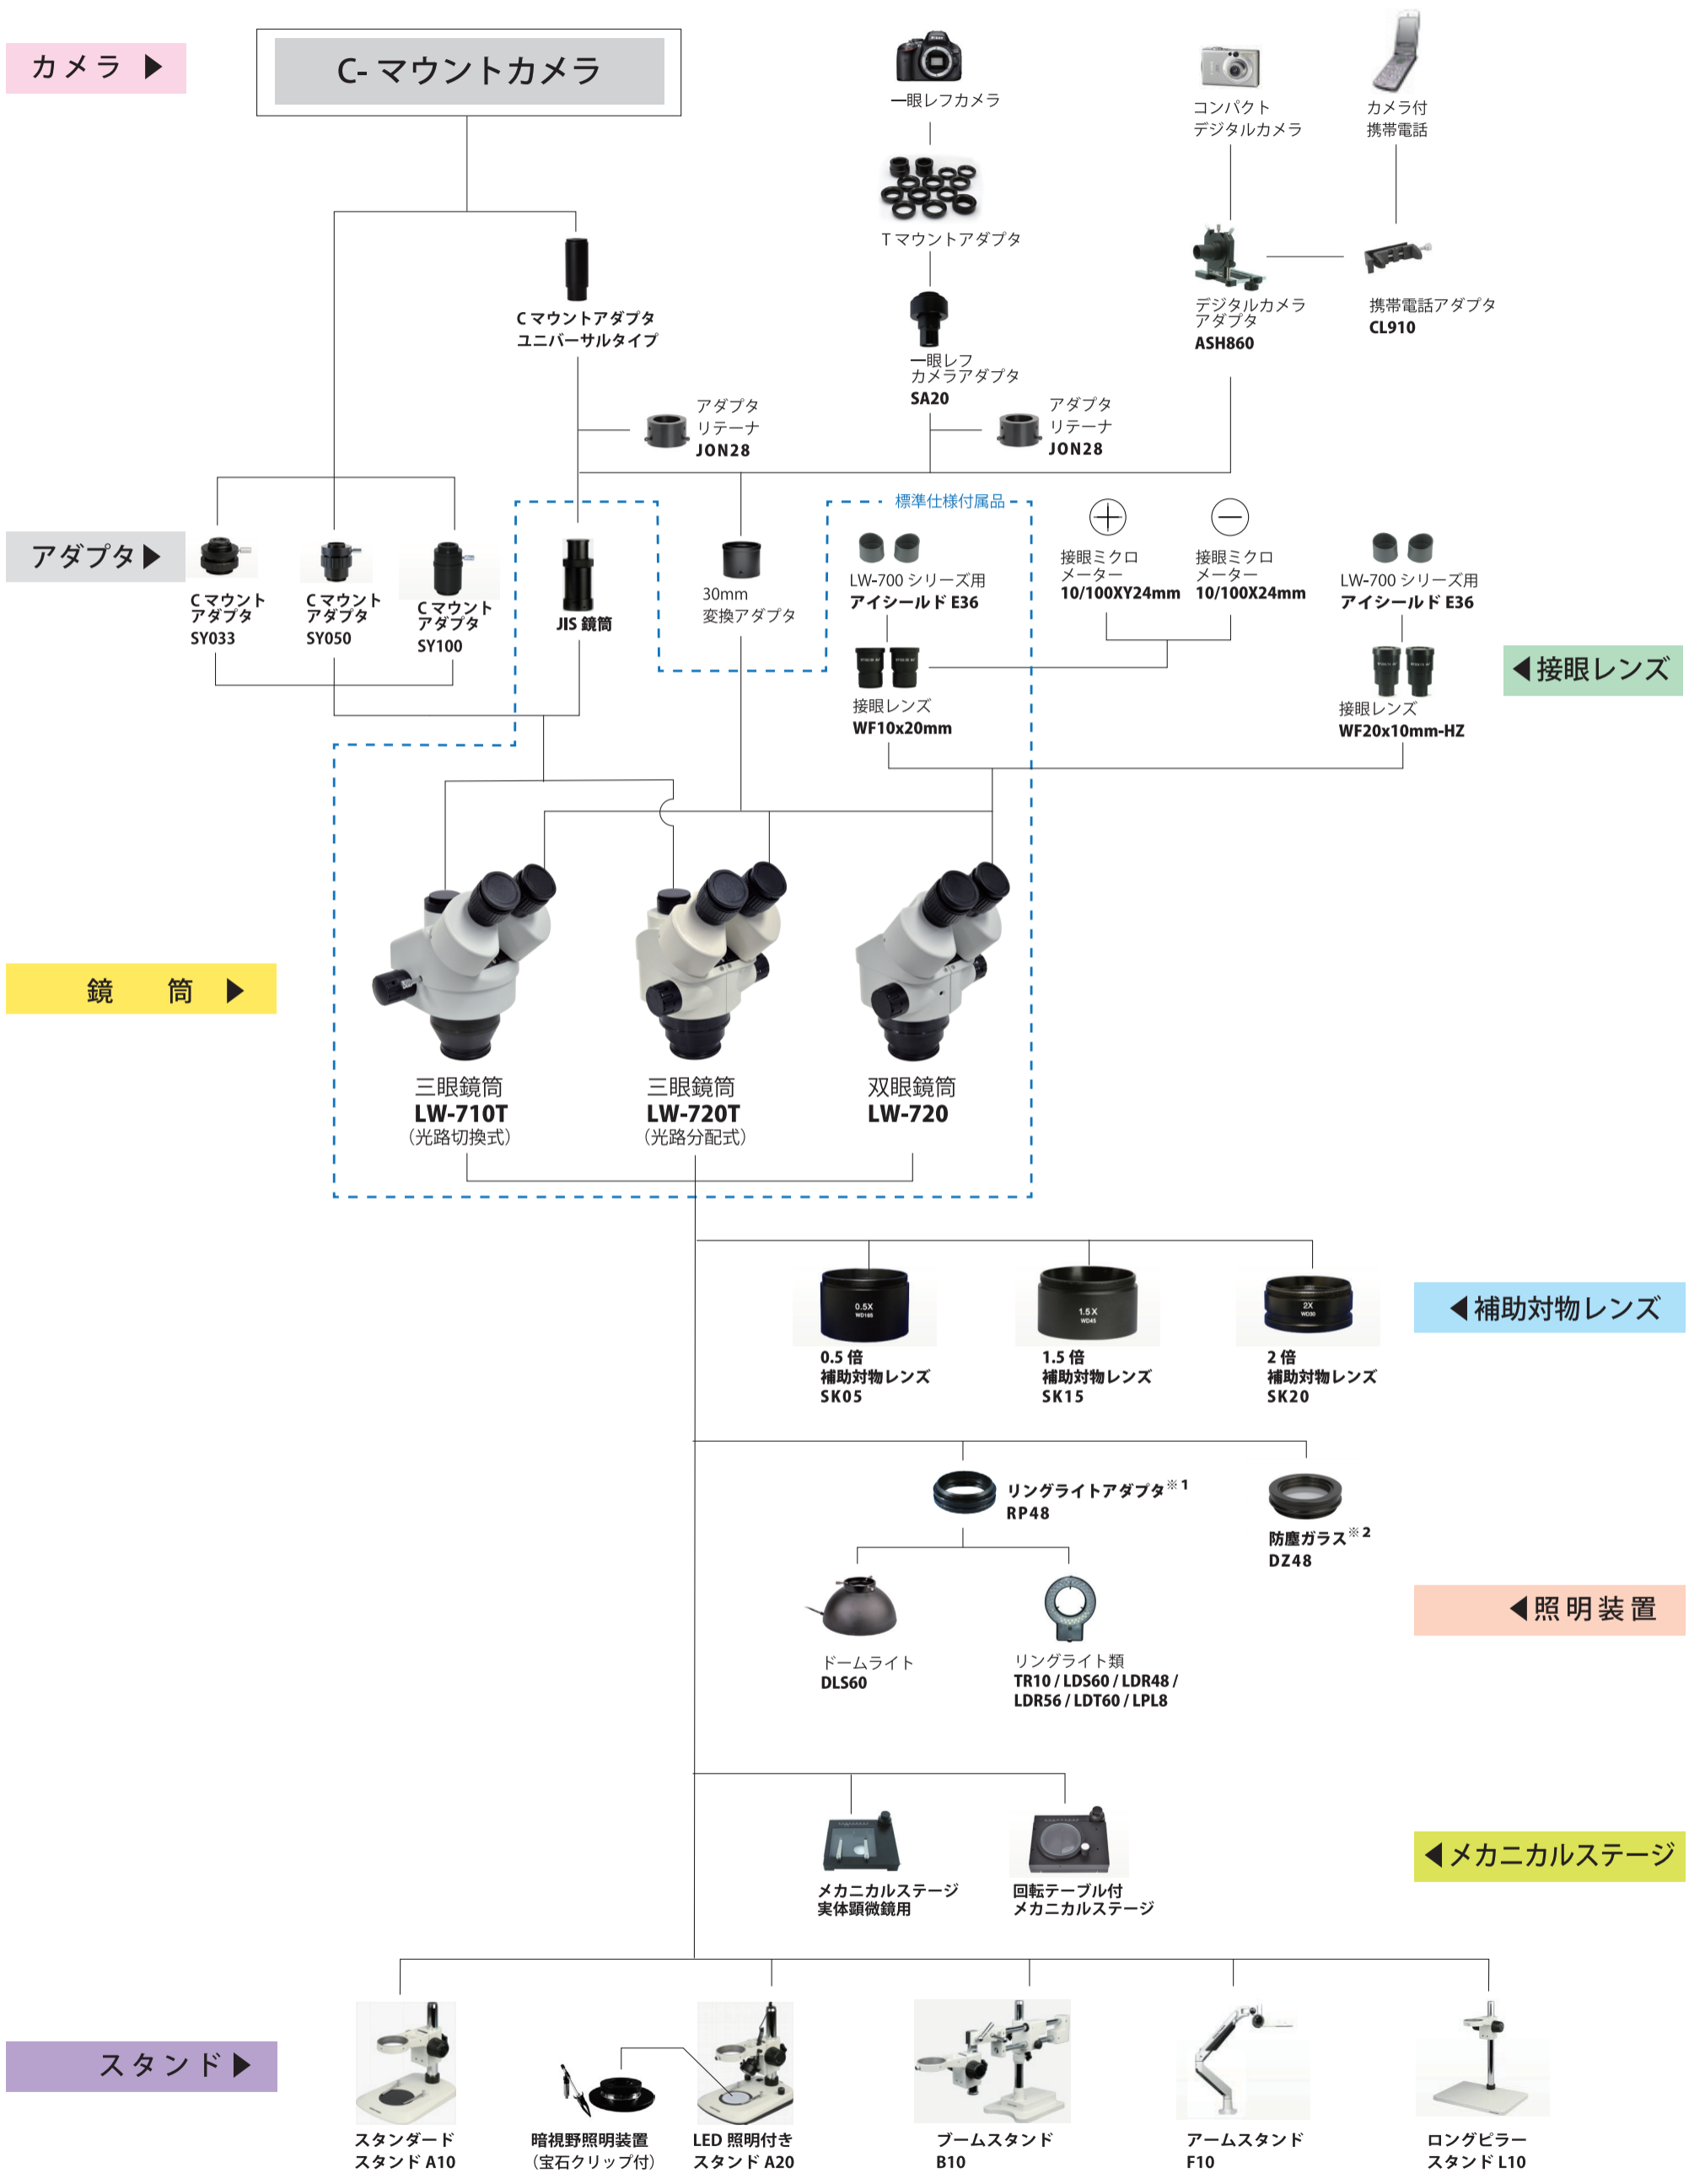 カメラ ▶
C- マウントカメラ
一眼レフカメラ
コンパクト
デジタルカメラ
カメラ付
携帯電話
T マウントアダプタ
C マウントアダプタ
ユニバーサルタイプ
一眼レフ
カメラアダプタ
SA20
デジタルカメラ
アダプタ
ASH860
携帯電話アダプタ
CL910
アダプタ
リテーナ
JON28
アダプタ
リテーナ
JON28
標準仕様付属品
アダプタ▶
C マウント
アダプタ
SY033
C マウント
アダプタ
SY050
C マウント
アダプタ
SY100
JIS 鏡筒
30mm
変換アダプタ
LW-700 シリーズ用
アイシールド E36
接眼ミクロ
メーター
10/100XY24mm
接眼ミクロ
メーター
10/100X24mm
LW-700 シリーズ用
アイシールド E36
◀接眼レンズ
接眼レンズ
WF10x20mm
接眼レンズ
WF20x10mm-HZ
鏡 筒 ▶
三眼鏡筒
LW-710T
（光路切換式）
三眼鏡筒
LW-720T
（光路分配式）
双眼鏡筒
LW-720
0.5X
WD165
1.5X
WD45
2X
WD30
◀補助対物レンズ
0.5 倍
補助対物レンズ
SK05
1.5 倍
補助対物レンズ
SK15
2 倍
補助対物レンズ
SK20
リングライトアダプタ※1
RP48
防塵ガラス※2
DZ48
◀照明装置
ドームライト
DLS60
リングライト類
TR10 / LDS60 / LDR48 /
LDR56 / LDT60 / LPL8
◀メカニカルステージ
メカニカルステージ
実体顕微鏡用
回転テーブル付
メカニカルステージ
スタンド▶
スタンダード
スタンド A10
暗視野照明装置
（宝石クリップ付）
LED 照明付き
スタンド A20
ブームスタンド
B10
アームスタンド
F10
ロングピラー
スタンド L10